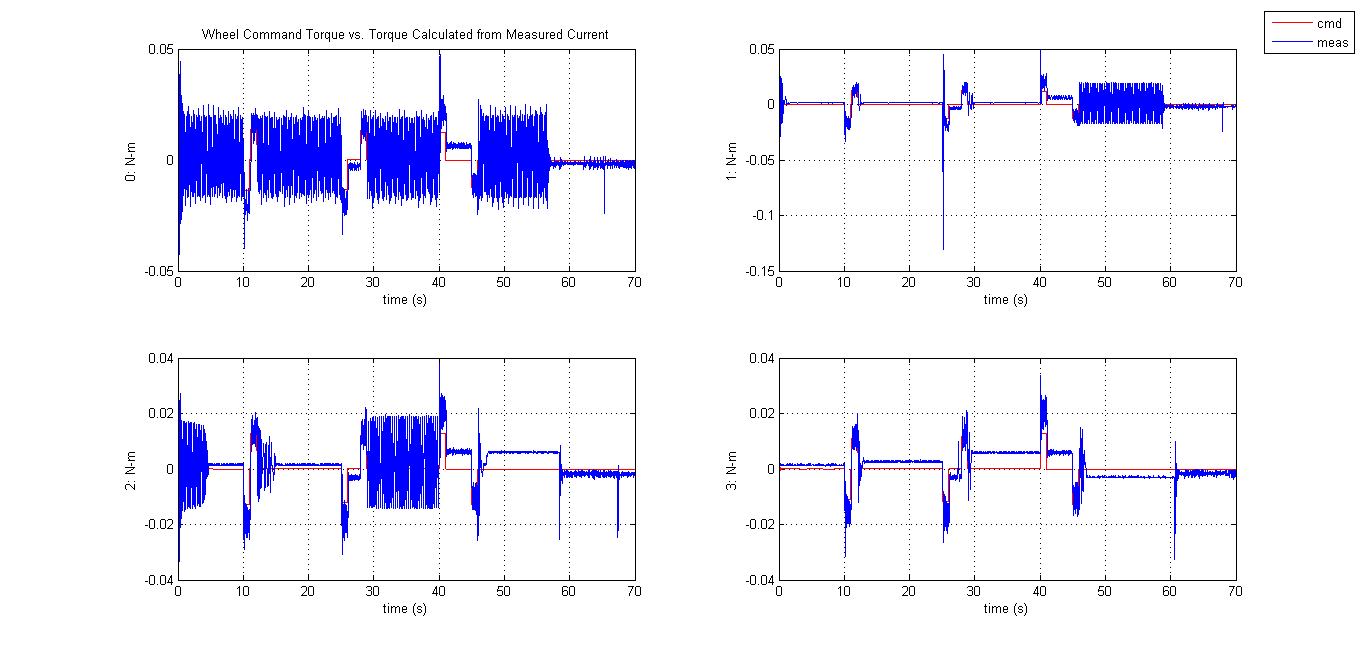 Wheel Command Torque vs. Torque Calculated from Measured Current
cmd
meas
0.05
0
-0.05
0: N-m
0 10 20 30 40 50 60 70
time (s)
0.05
0
-0.05
-0.1
-0.15
1: N-m
0 10 20 30 40 50 60 70
time (s)
0.04
0.02
0
-0.02
-0.04
2: N-m
0 10 20 30 40 50 60 70
time (s)
0.04
0.02
0
-0.02
-0.04
3: N-m
0 10 20 30 40 50 60 70
time (s)